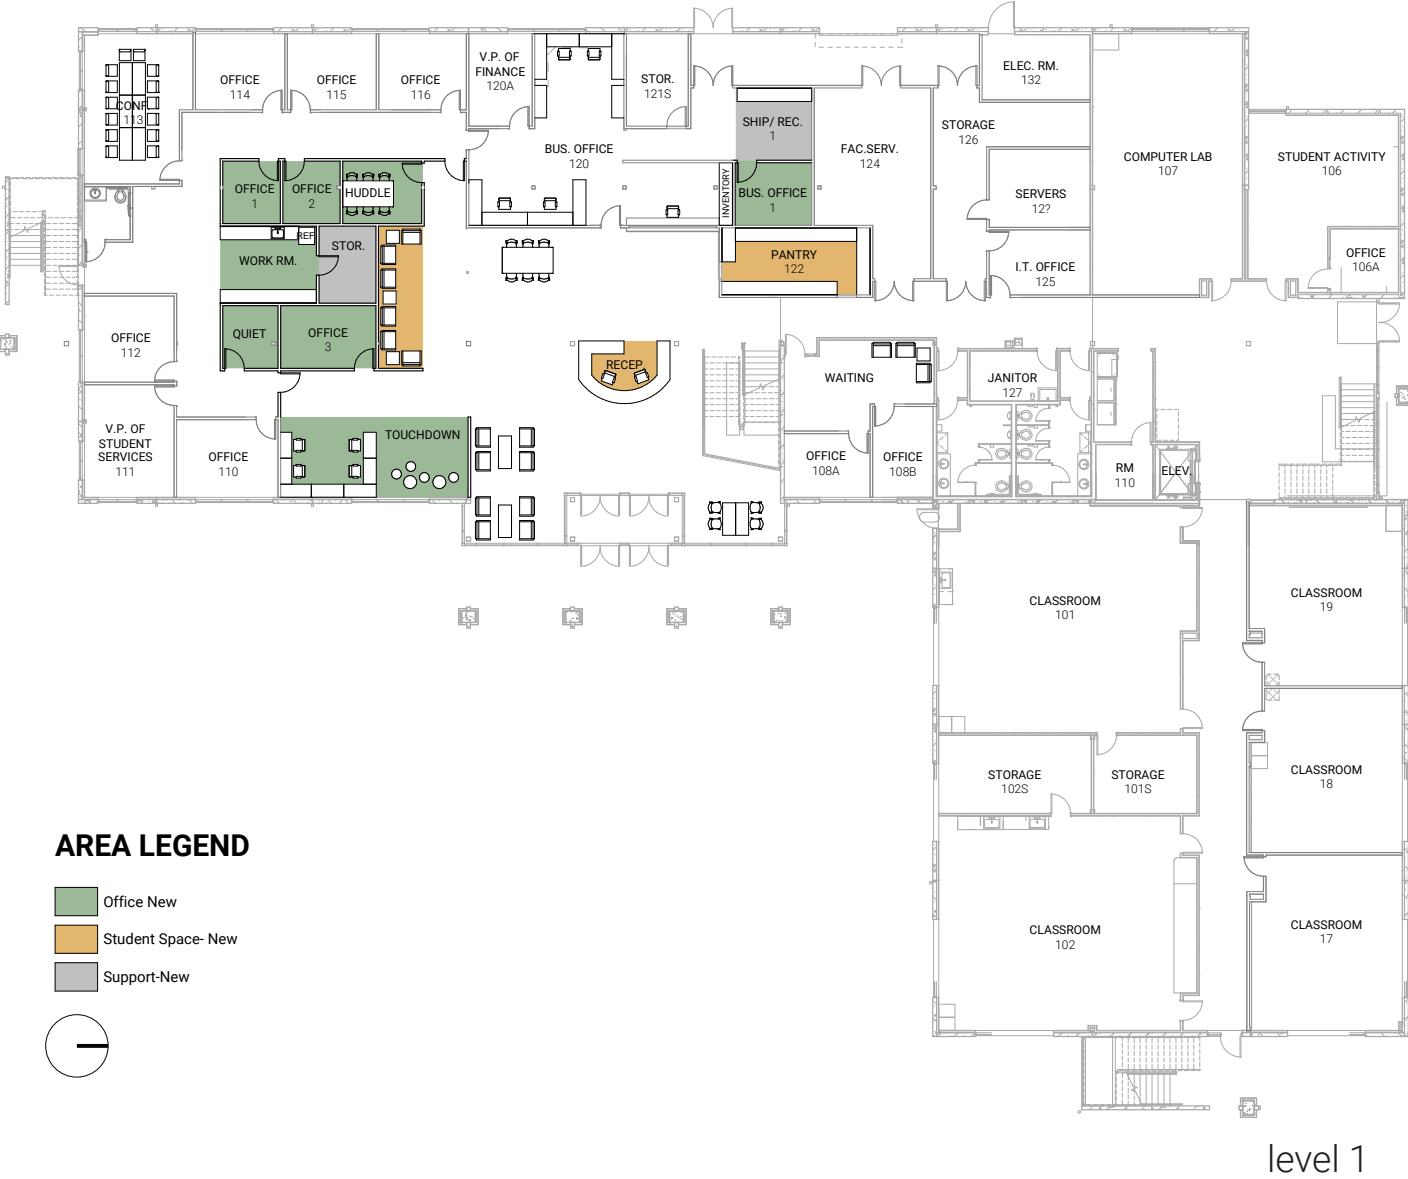 OFFICE
114
OFFICE
115
OFFICE
116
V.P. OF
FINANCE
120A
STOR.
121S
ELEC. RM.
132
CONF.
113
SHIP/ REC.
1
STORAGE
126
BUS. OFFICE
120
FAC.SERV.
124
COMPUTER LAB
107
STUDENT ACTIVITY
106
OFFICE
1
OFFICE
2
HUDDLE
INVENTORY
BUS. OFFICE
1
SERVERS
12?
REF
STOR.
WORK RM.
PANTRY
122
I.T. OFFICE
125
OFFICE
106A
OFFICE
112
QUIET
OFFICE
3
RECEP
WAITING
JANITOR
127
V.P. OF
STUDENT
SERVICES
111
OFFICE
110
TOUCHDOWN
OFFICE
108A
OFFICE
108B
RM
110
ELEV.
CLASSROOM
101
CLASSROOM
19
STORAGE
102S
STORAGE
101S
CLASSROOM
18
CLASSROOM
102
CLASSROOM
17
AREA LEGEND
Office New
Student Space- New
Support-New
level 1